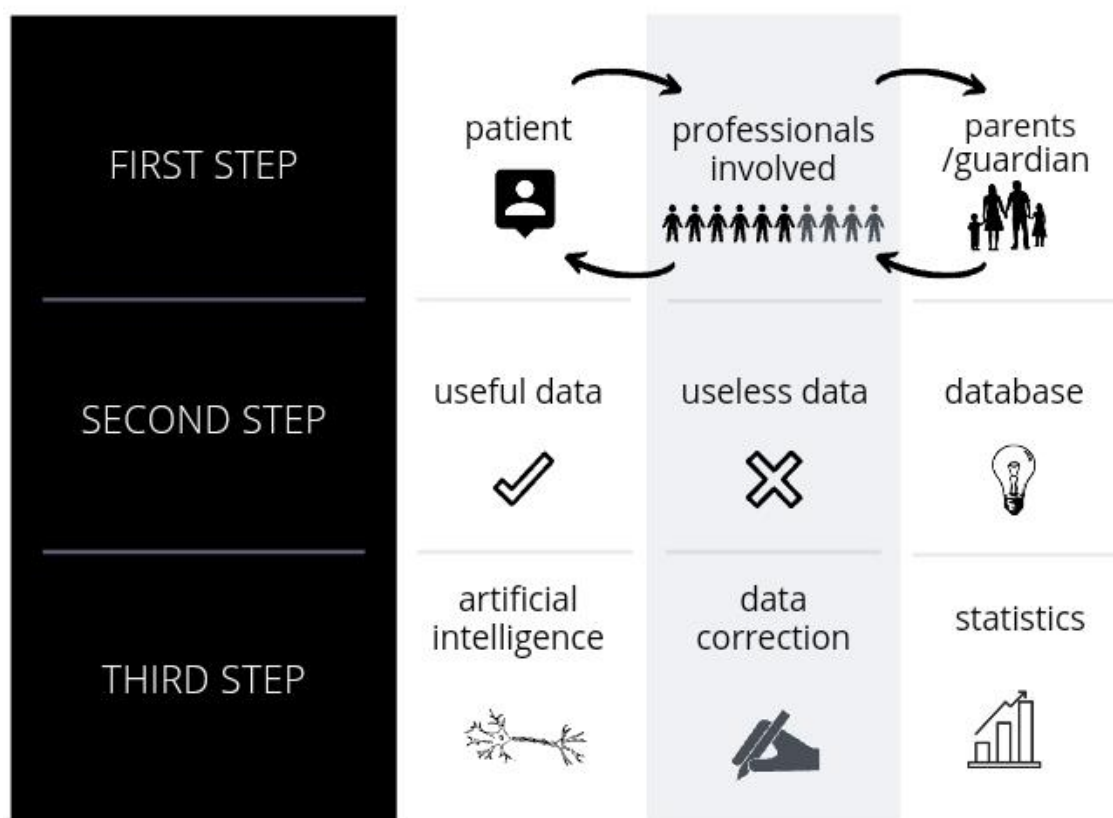 FIRST STEP
patient
professionals
involved
parents
/guardian
SECOND STEP
useful data
useless data
database
THIRD STEP
artificial
intelligence
data
correction
statistics